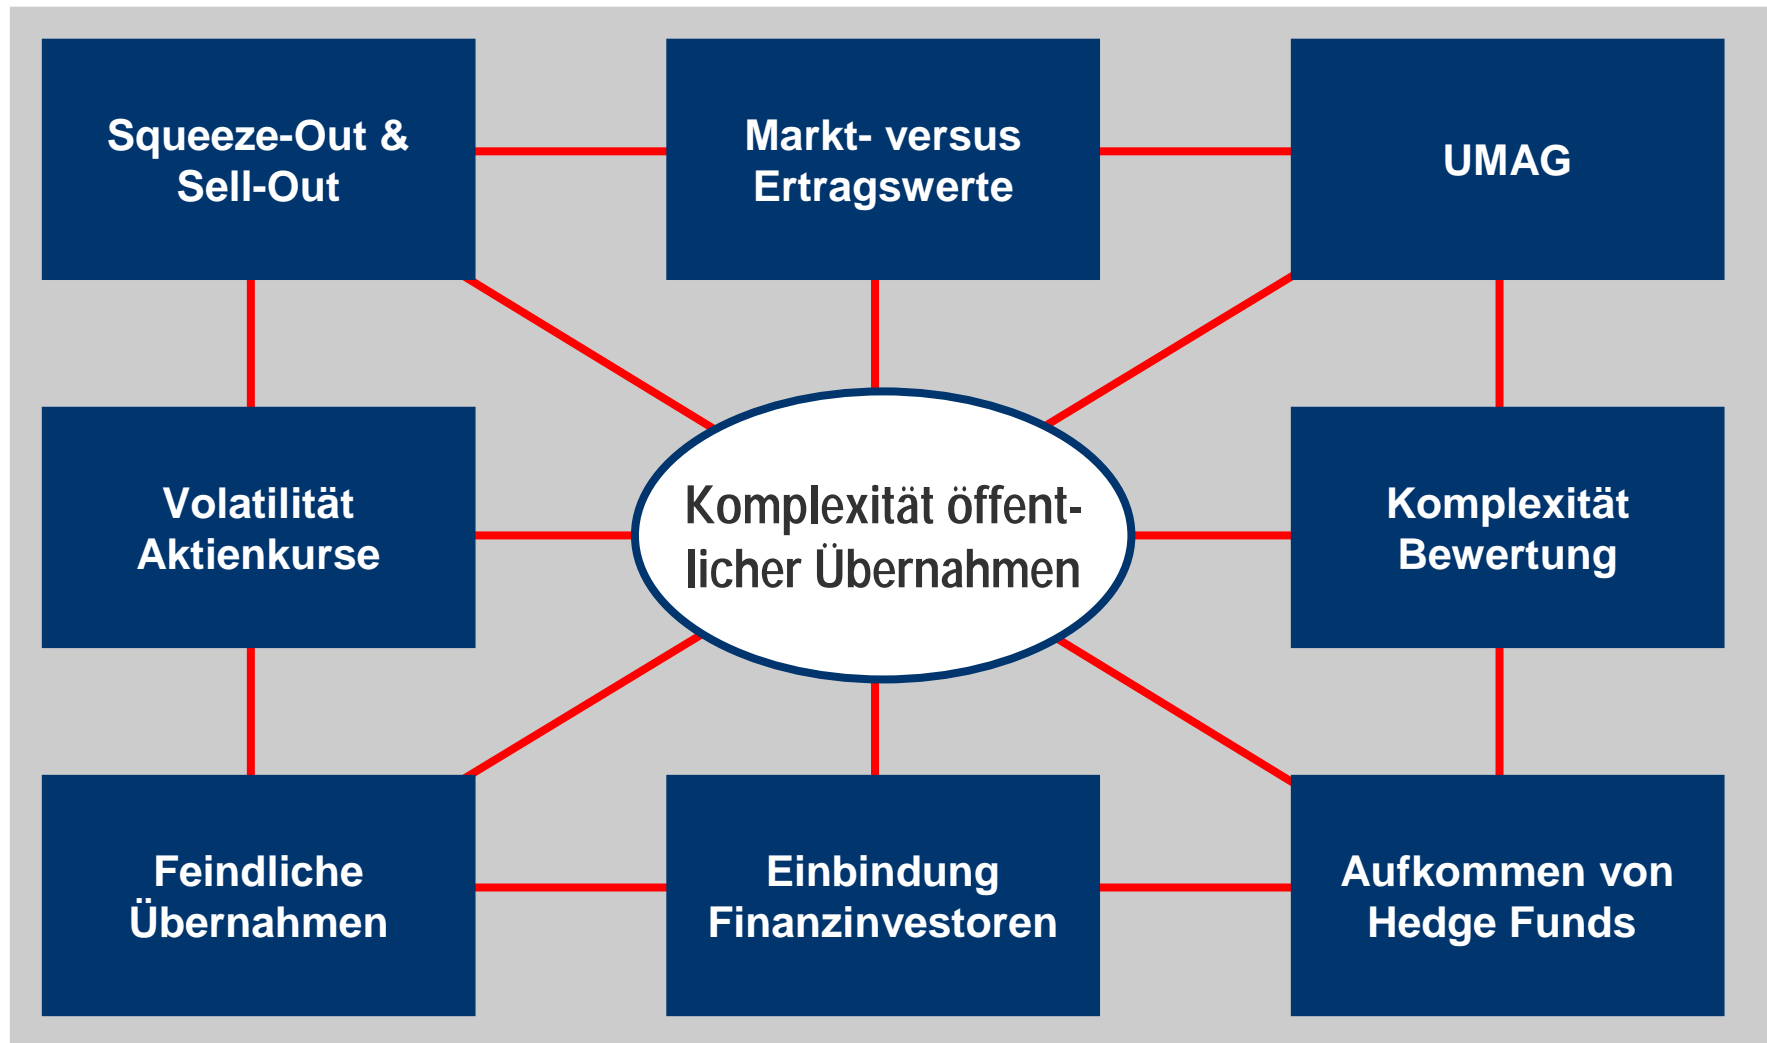 Squeeze-Out &
Sell-Out
Markt- versus
Ertragswerte
UMAG
Volatilität
Aktienkurse
Komplexität öffent-
licher Übernahmen
Komplexität
Bewertung
Feindliche
Übernahmen
Einbindung
Finanzinvestoren
Aufkommen von
Hedge Funds